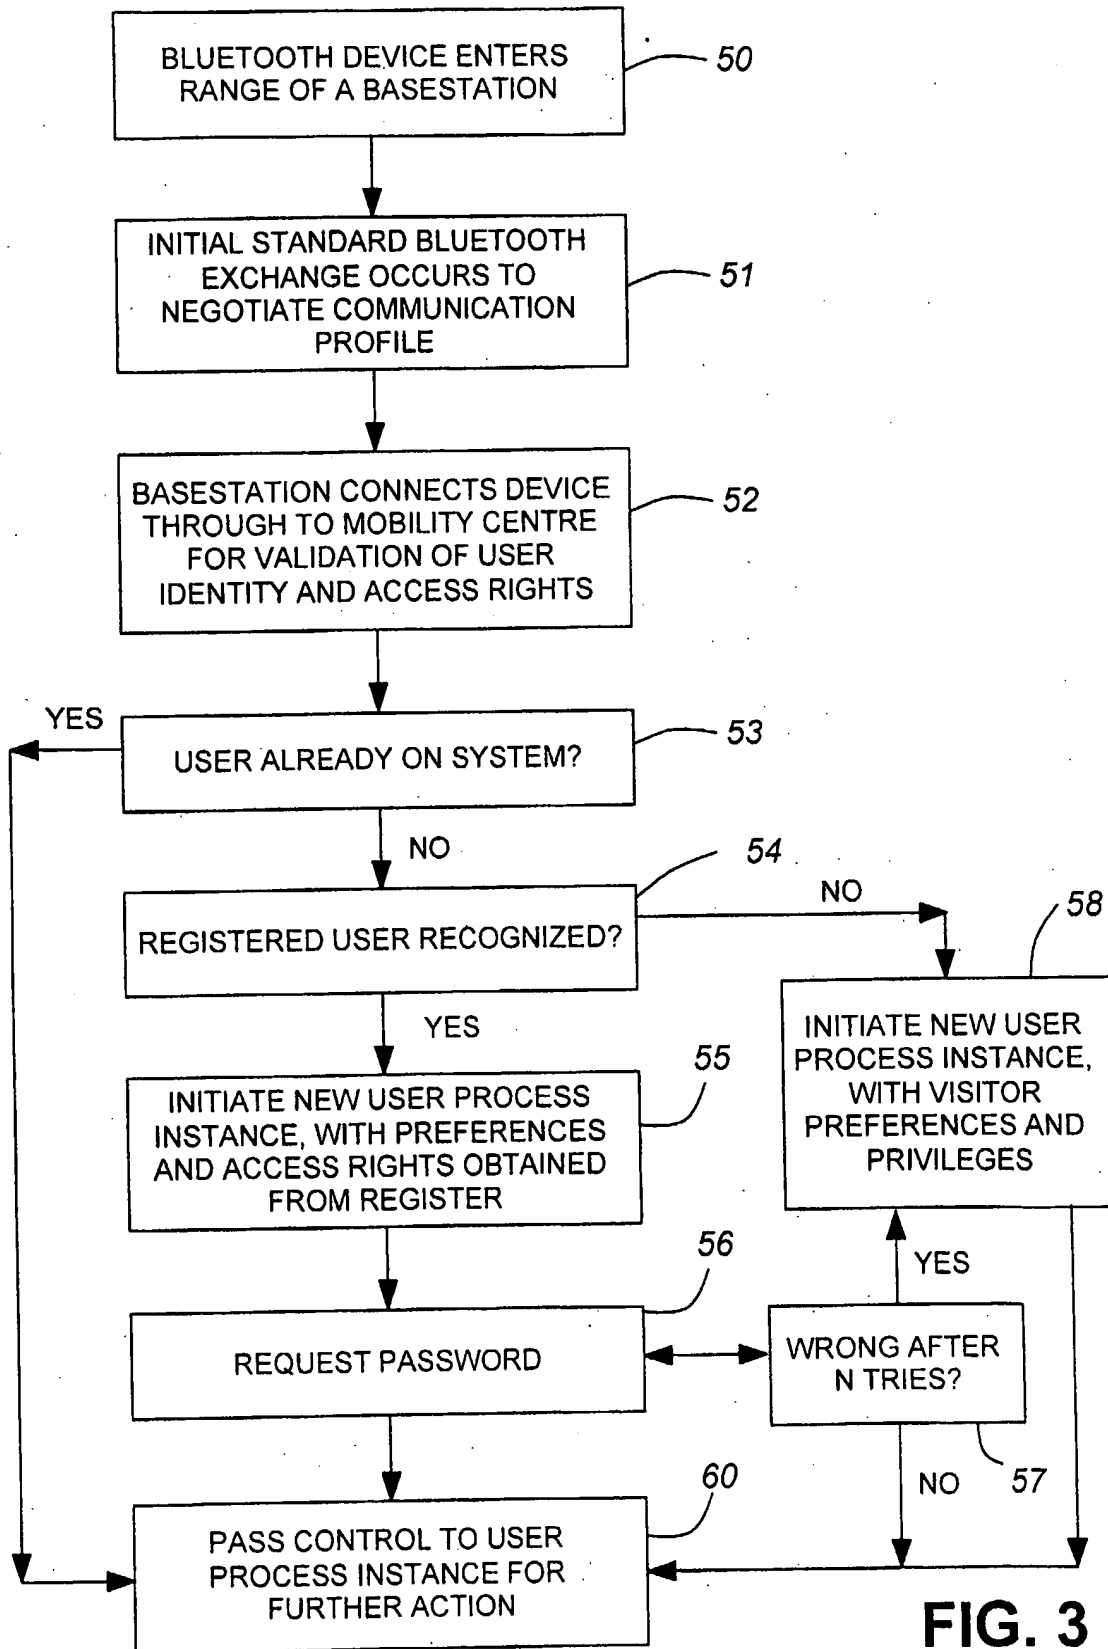 BLUETOOTH DEVICE ENTERS
RANGE OF A BASESTATION
50
INITIAL STANDARD BLUETOOTH
EXCHANGE OCCURS TO
NEGOTIATE COMMUNICATION
PROFILE
51
BASESTATION CONNECTS DEVICE
THROUGH TO MOBILITY CENTRE
FOR VALIDATION OF USER
IDENTITY AND ACCESS RIGHTS
52
YES
USER ALREADY ON SYSTEM?
53
NO
54
REGISTERED USER RECOGNIZED?
NO
58
YES
INITIATE NEW USER PROCESS
INSTANCE, WITH PREFERENCES
AND ACCESS RIGHTS OBTAINED
FROM REGISTER
55
INITIATE NEW USER
PROCESS INSTANCE,
WITH VISITOR
PREFERENCES AND
PRIVILEGES
56
YES
REQUEST PASSWORD
WRONG AFTER
N TRIES?
57
NO
60
PASS CONTROL TO USER
PROCESS INSTANCE FOR
FURTHER ACTION
FIG. 3